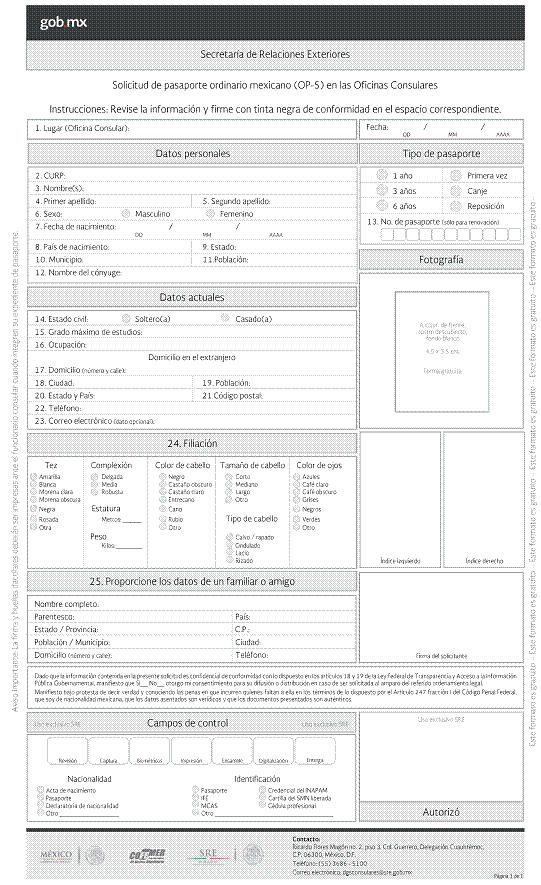 gob mx
Secretaría de Relaciones Exteriores
Solicitud de pasaporte ordinario mexicano (OP-5) en las Oficinas Consulares
Instrucciones: Revise la información y firme con tinta negra de conformidad en el espacio correspondiente.
1. Lugar (Oficina Consular):
Fecha: / /
DD MM AAAA
Datos personales
2. CURP:
3. Nombre(s):
4. Primer apellido: 5. Segundo apellido:
6. Sexo: Masculino Femenino
7. Fecha de nacimiento: / /
DD MM AAAA
8. País de nacimiento: 9. Estado:
10. Municipio: 11.Población:
12. Nombre del cónyuge:
Tipo de pasaporte
1 año Primera vez
3 años Canje
6 años Reposición
13. No. de pasaporte (sólo para renovación)
Fotografía
A color, de frente,
rostro descubierto,
fondo blanco.
4.5 x 3.5 cm.
Forma gratuita
Datos actuales
14. Estado civil: Soltero(a) Casado(a)
15. Grado máximo de estudios:
16. Ocupación:
Domicilio en el extranjero
17. Domicilio (número y calle):
18. Ciudad: 19. Población:
20. Estado y País: 21.Código postal:
22. Teléfono:
23. Correo electrónico (dato opcional):
24. Filiación
Tez
Amarilla
Blanca
Morena clara
Morena obscura
Negra
Rosada
Otra
Complexión
Delgada
Media
Robusta
Estatura
Metros: ______
Peso
Kilos: ______
Color de cabello
Negro
Castaño obscuro
Castaño claro
Entrecano
Cano
Rubio
Otro
Tamaño de cabello
Corto
Mediano
Largo
Otro
Tipo de cabello
Calvo / rapado
Ondulado
Lacio
Rizado
Color de ojos
Azules
Café claro
Café obscuro
Grises
Negros
Verdes
Otro
Índice izquierdo Índice derecho
25. Proporcione los datos de un familiar o amigo
Nombre completo:
Parentesco: País:
Estado / Provincia: C.P.:
Población / Municipio: Ciudad:
Domicilio (número y calle): Teléfono:
Firma del solicitante
Dado que la información contenida en la presente solicitud es confidencial de conformidad con lo dispuesto en los artículos 18 y 19 de la Ley Federal de Transparencia y Acceso a la Información
Pública Gubernamental, manifiesto que Sí__No__ otorgo mi consentimiento para su difusión o distribución en caso de ser solicitada al amparo del referido ordenamiento legal.
Manifiesto bajo protesta de decir verdad y conociendo las penas en que incurren quienes faltan a ella en los términos de lo dispuesto por el Artículo 247 fracción I del Código Penal Federal,
que soy de nacionalidad mexicana, que los datos asentados son verídicos y que los documentos presentados son auténticos.
Uso exclusivo SRE Campos de control Uso exclusivo SRE
Revisión Captura Biométricos Impresión Ensamble Digitalización Entrega
Nacionalidad
Acta de nacimiento
Pasaporte
Declaratoria de nacionalidad
Otro
Identificación
Pasaporte Credencial del INAPAM
IFE Cartilla del SMN liberada
MCAS Cédula profesional
Otro
Uso exclusivo SRE
Autorizó
MÉXICO
COFEMER
SRE
Contacto:
Ricardo Flores Magón no. 2, piso 3, Col. Guerrero, Delegación Cuauhtémoc,
C.P. 06300, México, D.F.
Teléfono: (55) 3686 - 5100
Correo electrónico: dgsconsulares@sre.gob.mx
Página 1 de 1
Aviso importante: La firma y huellas dactilares deberán ser impresas ante el funcionario consular cuando integren su expediente de pasaporte.
Este formato es gratuito -- Este formato es gratuito -- Este formato es gratuito -- Este formato es gratuito -- Este formato es gratuito